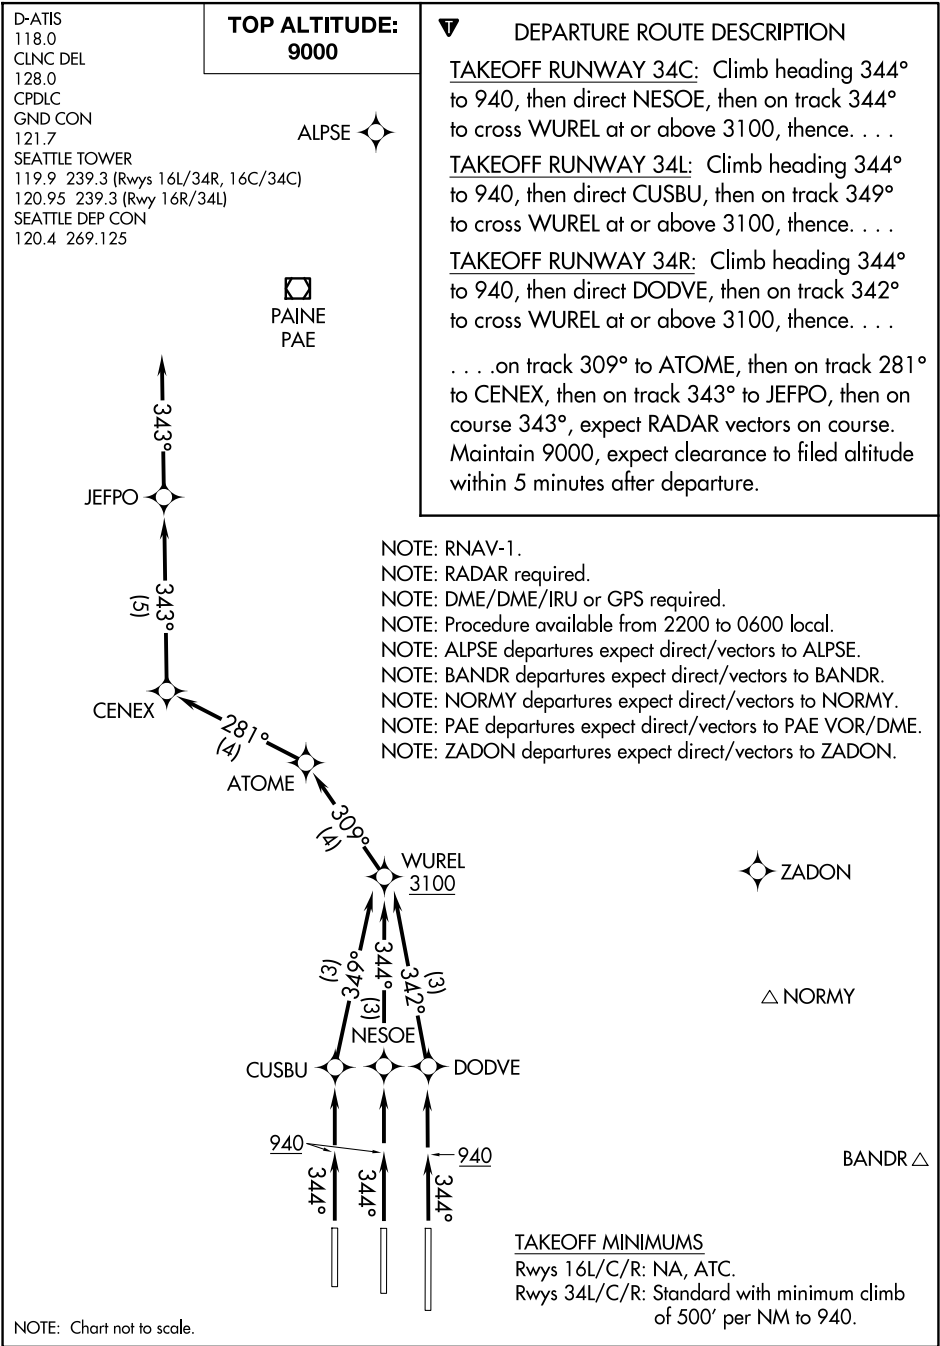 D-ATIS
118.0
CLNC DEL
128.0
CPDLC
GND CON
121.7
SEATTLE TOWER
119.9 239.3 (Rwys 16L/34R, 16C/34C)
120.95 239.3 (Rwy 16R/34L)
SEATTLE DEP CON
120.4 269.125
TOP ALTITUDE:
9000
T
DEPARTURE ROUTE DESCRIPTION
TAKEOFF RUNWAY 34C: Climb heading 344°
to 940, then direct NESOE, then on track 344°
to cross WUREL at or above 3100, thence. . . .
TAKEOFF RUNWAY 34L: Climb heading 344°
to 940, then direct CUSBU, then on track 349°
to cross WUREL at or above 3100, thence. . . .
TAKEOFF RUNWAY 34R: Climb heading 344°
to 940, then direct DODVE, then on track 342°
to cross WUREL at or above 3100, thence. . . .
. . . .on track 309° to ATOME, then on track 281°
to CENEX, then on track 343° to JEFPO, then on
course 343°, expect RADAR vectors on course.
Maintain 9000, expect clearance to filed altitude
within 5 minutes after departure.
ALPSE
PAINE
PAE
343°
JEFPO
343°
(5)
CENEX
281°
(4)
ATOME
309°
(4)
WUREL
3100
NOTE: RNAV-1.
NOTE: RADAR required.
NOTE: DME/DME/IRU or GPS required.
NOTE: Procedure available from 2200 to 0600 local.
NOTE: ALPSE departures expect direct/vectors to ALPSE.
NOTE: BANDR departures expect direct/vectors to BANDR.
NOTE: NORMY departures expect direct/vectors to NORMY.
NOTE: PAE departures expect direct/vectors to PAE VOR/DME.
NOTE: ZADON departures expect direct/vectors to ZADON.
ZADON
349°
(3)
344°
(3)
342°
(3)
NORMY
NESOE
CUSBU
DODVE
940
940
BANDR
344°
344°
344°
TAKEOFF MINIMUMS
Rwys 16L/C/R: NA, ATC.
Rwys 34L/C/R: Standard with minimum climb
of 500' per NM to 940.
NOTE: Chart not to scale.